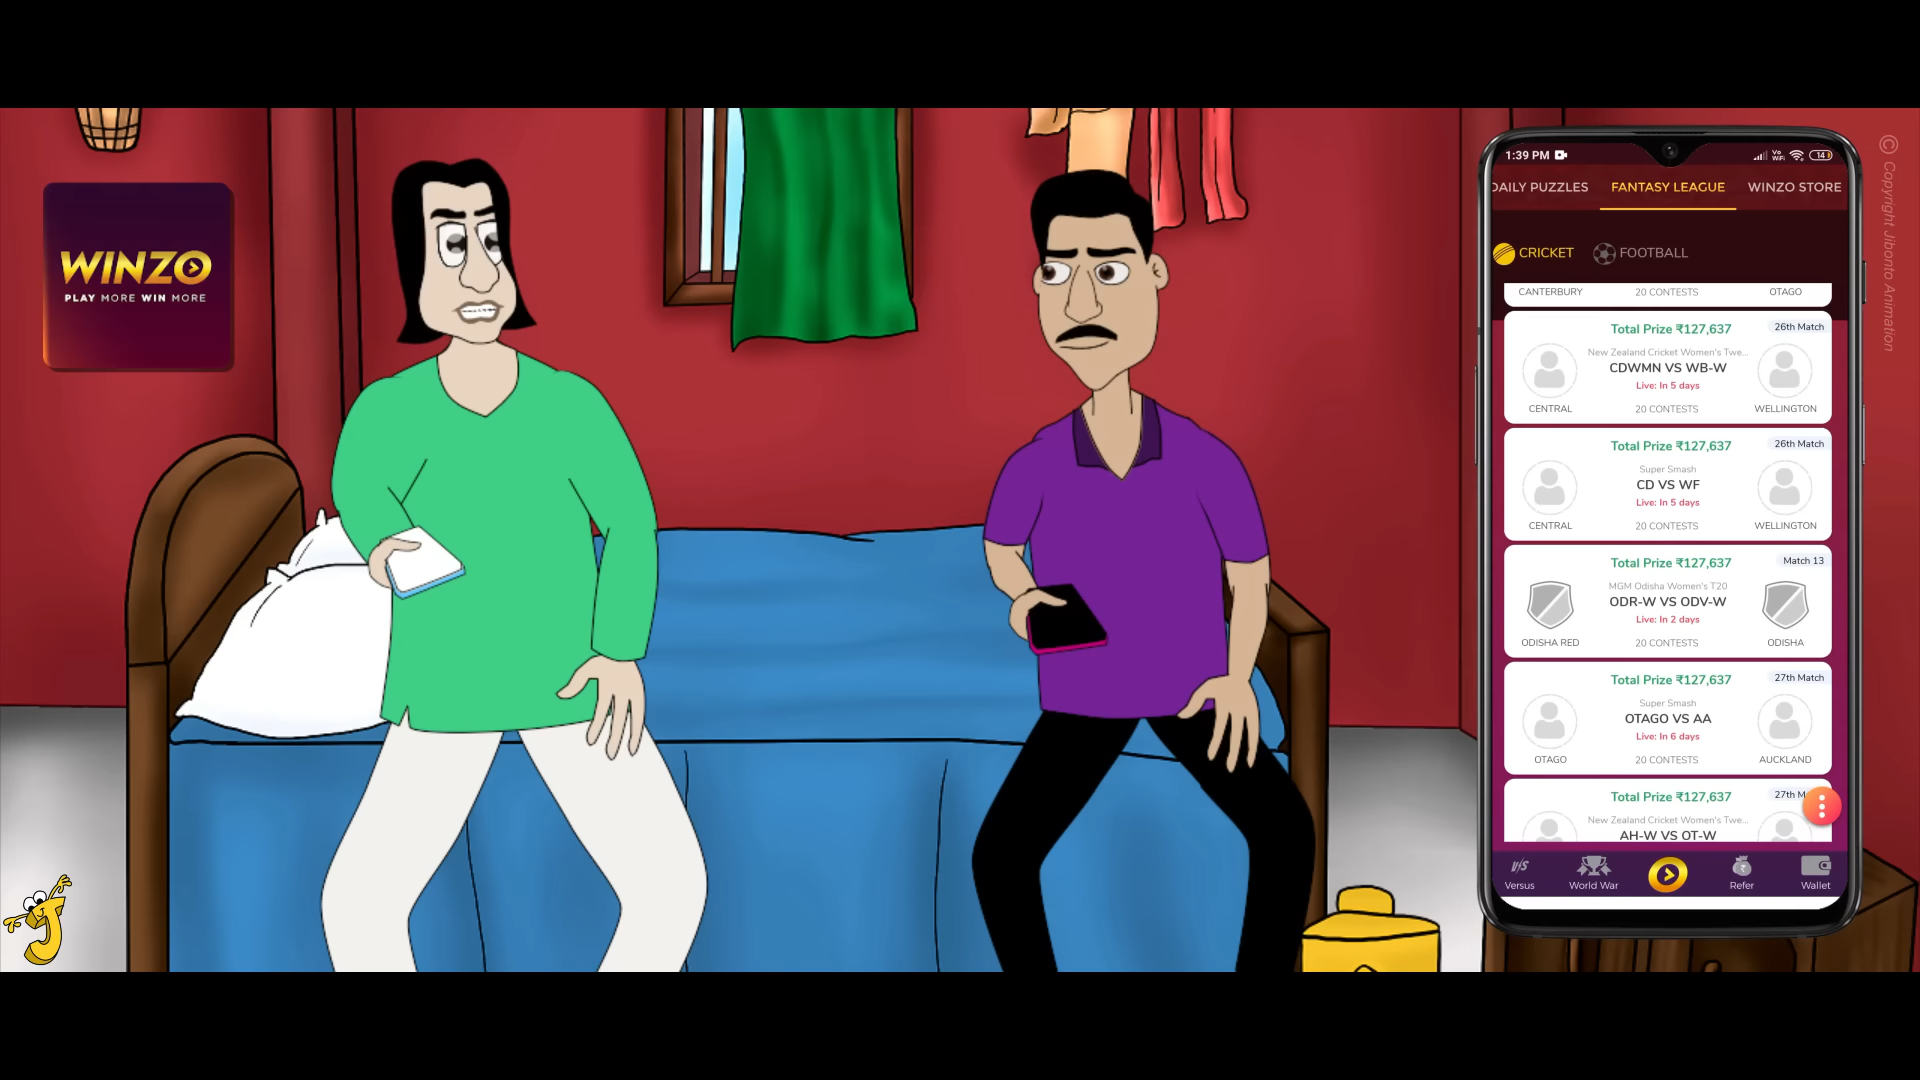 WINZO
PLAY MORE WIN MORE
1:39 PM
Vo
WiFi
14
DAILY PUZZLES
FANTASY LEAGUE
WINZO STORE
CRICKET
FOOTBALL
CANTERBURY
20 CONTESTS
OTAGO
Total Prize ₹127,637
26th Match
New Zealand Cricket Women's Twe...
CDWMN VS WB-W
Live: In 5 days
CENTRAL
20 CONTESTS
WELLINGTON
Total Prize ₹127,637
26th Match
Super Smash
CD VS WF
Live: In 5 days
CENTRAL
20 CONTESTS
WELLINGTON
Total Prize ₹127,637
Match 13
MGM Odisha Women's T20
ODR-W VS ODV-W
Live: In 2 days
ODISHA RED
20 CONTESTS
ODISHA
Total Prize ₹127,637
27th Match
Super Smash
OTAGO VS AA
Live: In 6 days
OTAGO
20 CONTESTS
AUCKLAND
Total Prize ₹127,637
27th M
New Zealand Cricket Women's Twe...
AH-W VS OT-W
V/S
Versus
World War
Refer
Wallet
© Copyright Jibonto Animation
J